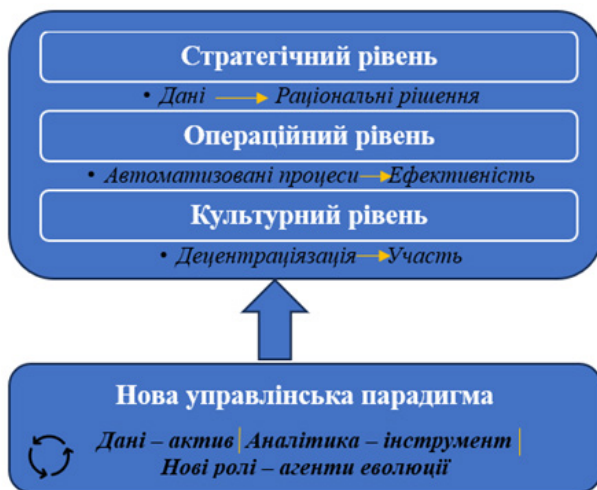 Стратегічний рівень
• Дані → Раціональні рішення
Операційний рівень
• Автоматизовані процеси → Ефективність
Культурний рівень
• Децентраціязація → Участь
Нова управлінська парадигма
Дані – актив | Аналітика – інструмент |
Нові ролі – агенти еволюції